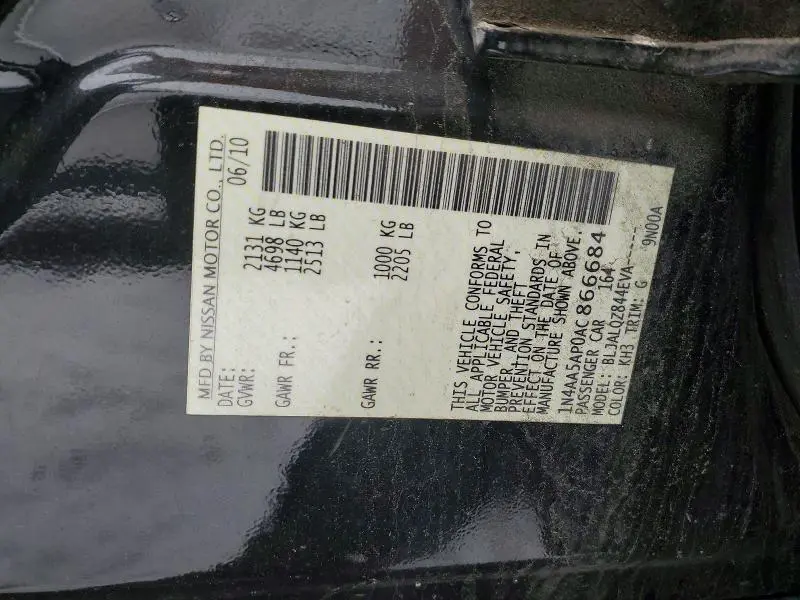 MFD BY NISSAN MOTOR CO., LTD.
DATE: 06/10
GVWR: 2131 KG
4698 LB
GAWR FR.: 1140 KG
2513 LB
GAWR RR.: 1000 KG
2205 LB
THIS VEHICLE CONFORMS TO
ALL APPLICABLE FEDERAL
MOTOR VEHICLE SAFETY,
BUMPER, AND THEFT
PREVENTION STANDARDS IN
EFFECT ON THE DATE OF
MANUFACTURE SHOWN ABOVE.
1N4AA5AP0AC866684
PASSENGER CAR 164
MODEL: BLJALQZ844EVA----
COLOR: KH3 TRIM: G 9N00A